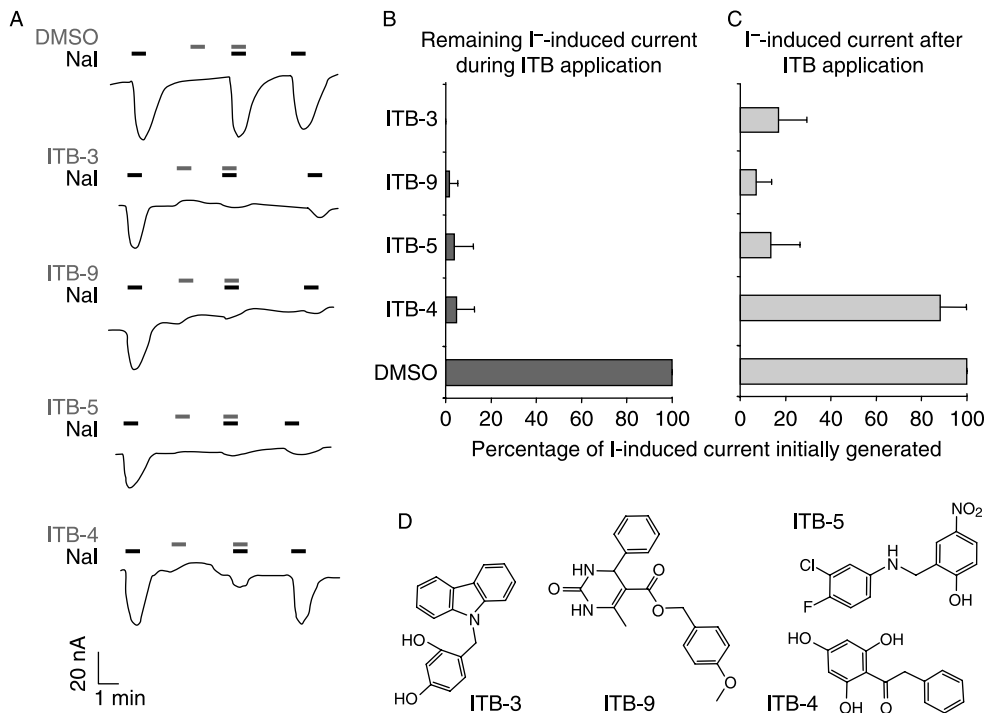 A
DMSO
NaI
ITB-3
NaI
ITB-9
NaI
ITB-5
NaI
ITB-4
NaI
20 nA
1 min
B
Remaining I⁻-induced current
during ITB application
ITB-3
ITB-9
ITB-5
ITB-4
DMSO
0 20 40 60 80 100
C
I⁻-induced current after
ITB application
0 20 40 60 80 100
Percentage of I-induced current initially generated
D
N
HO
HO
ITB-3
HN
O
NH
O
O
O
ITB-9
ITB-5
NO₂
Cl
H
N
F
OH
HO
OH
OH
O
ITB-4